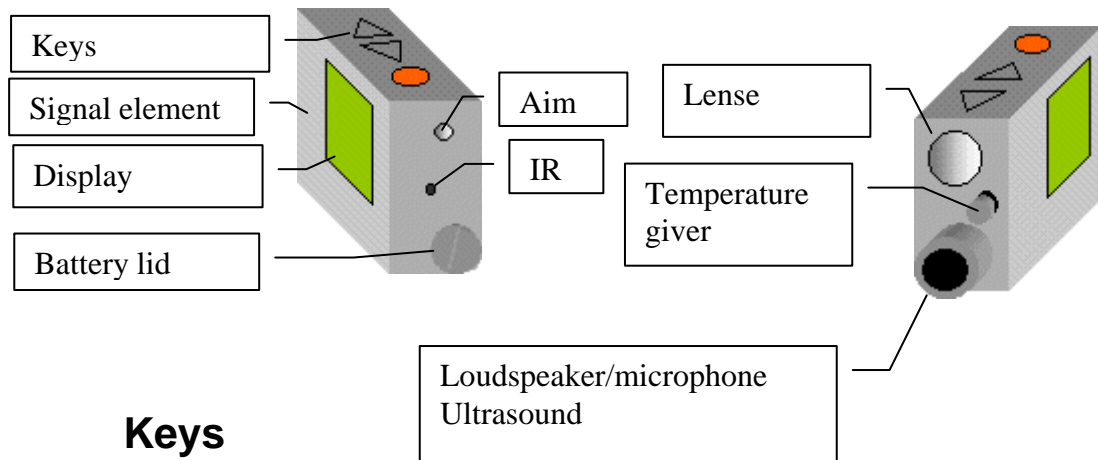 Keys
Signal element
Display
Battery lid
Aim
IR
Lense
Temperature
giver
Loudspeaker/microphone
Ultrasound
Keys